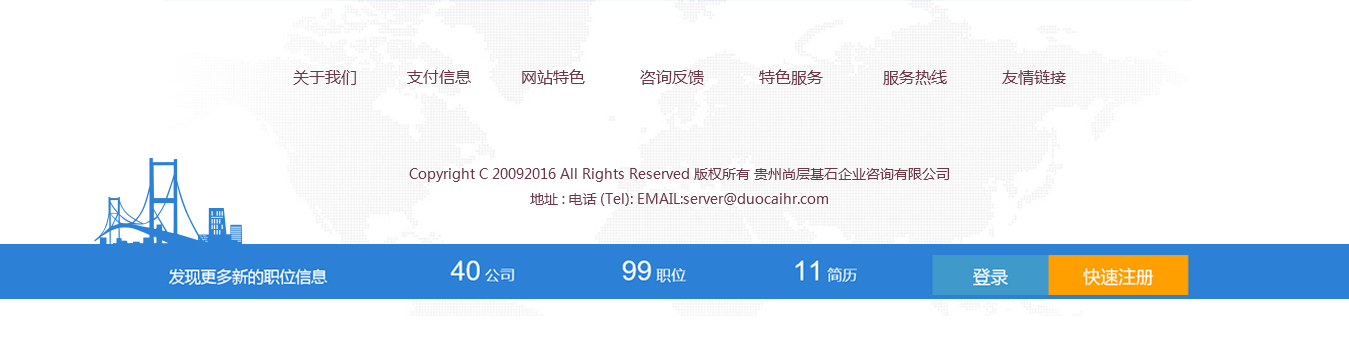 关于我们 支付信息 网站特色 咨询反馈 特色服务 服务热线 友情链接
Copyright C 20092016 All Rights Reserved 版权所有 贵州尚层基石企业咨询有限公司
地址 : 电话 (Tel): EMAIL:server@duocaihr.com
发现更多新的职位信息 40 公司 99 职位 11 简历 登录 快速注册